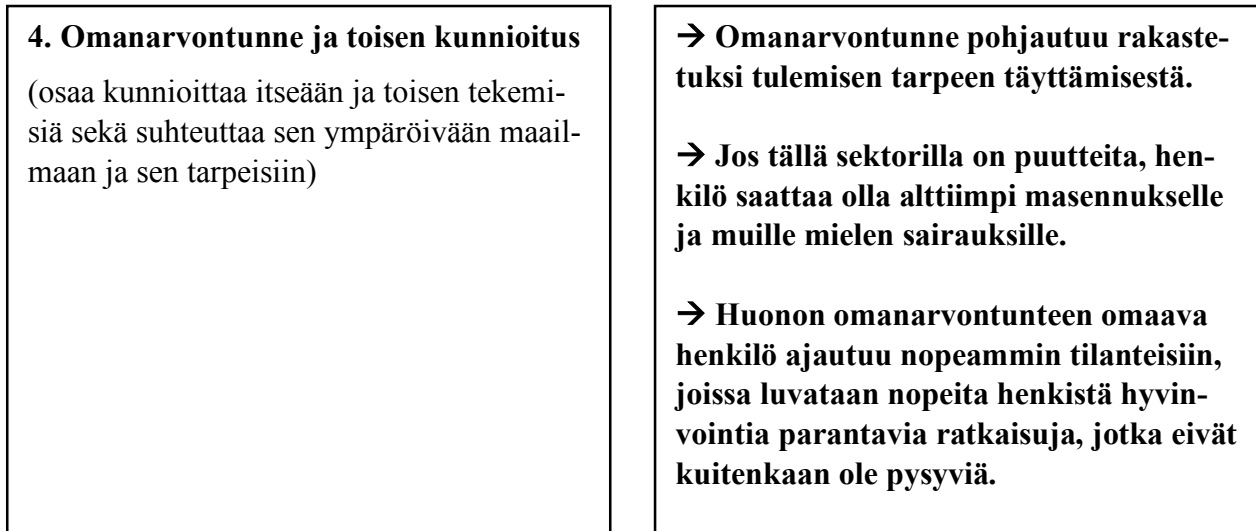 4. Omanarvontunne ja toisen kunnioitus
(osaa kunnioittaa itseään ja toisen tekemi-
siä sekä suhteuttaa sen ympäröivään maail-
maan ja sen tarpeisiin)
→ Omanarvontunne pohjautuu rakaste-
tuksi tulemisen tarpeen täyttämisestä.
→ Jos tällä sektorilla on puutteita, hen-
kilö saattaa olla alttiimpi masennukselle
ja muille mielen sairauksille.
→ Huonon omanarvontunteen omaava
henkilö ajautuu nopeammin tilanteisiin,
joissa luvataan nopeita henkistä hyvin-
vointia parantavia ratkaisuja, jotka eivät
kuitenkaan ole pysyviä.